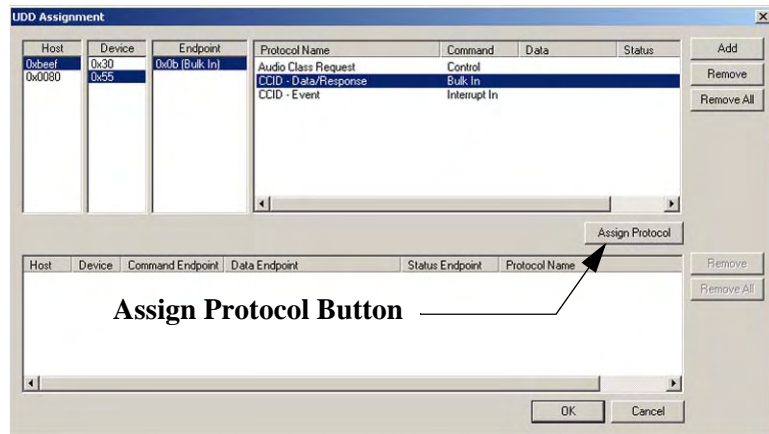 UDD Assignment
Host Device Endpoint Protocol Name Command Data Status Add
0xbeef 0x30 0x0b (Bulk In) Audio Class Request Control
0x0080 0x55 CCID - Data/Response Bulk In Remove
CCID - Event Interrupt In
Remove All
Assign Protocol
Host Device Command Endpoint Data Endpoint Status Endpoint Protocol Name Remove
Remove All
Assign Protocol Button
OK Cancel